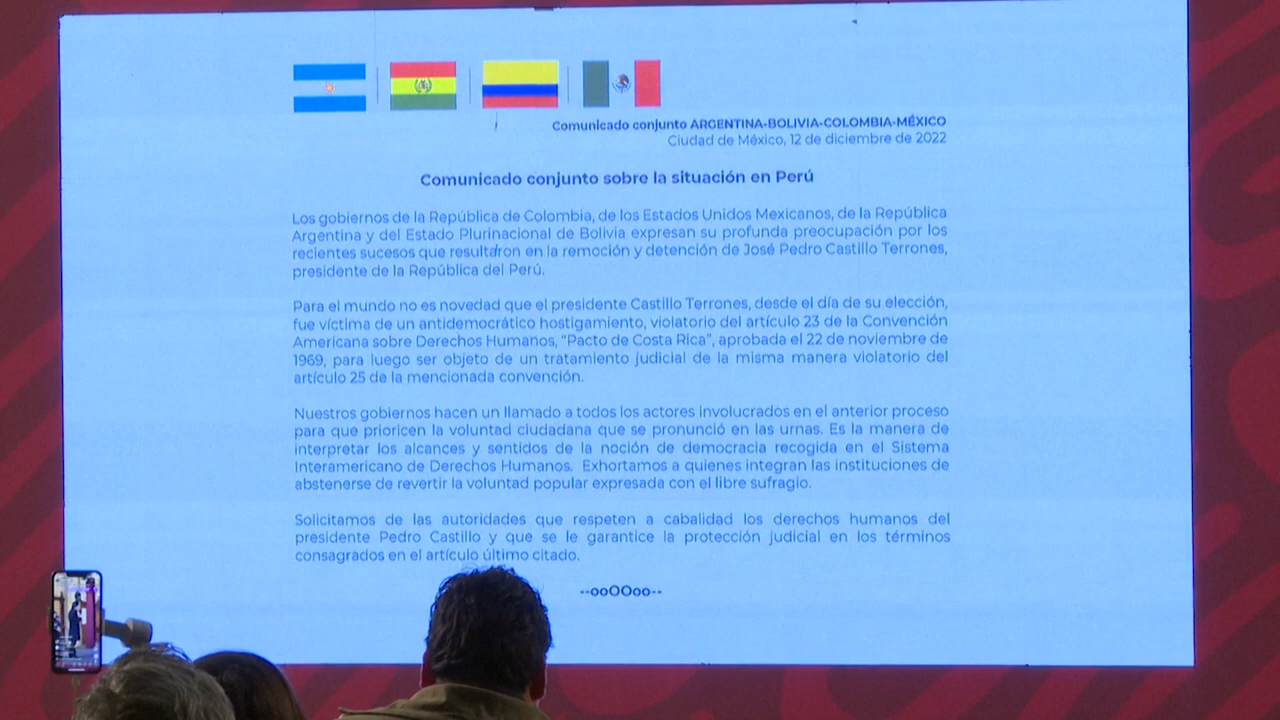 Comunicado conjunto ARGENTINA-BOLIVIA-COLOMBIA-MÉXICO
Ciudad de México, 12 de diciembre de 2022
Comunicado conjunto sobre la situación en Perú
Los gobiernos de la República de Colombia, de los Estados Unidos Mexicanos, de la República
Argentina y del Estado Plurinacional de Bolivia expresan su profunda preocupación por los
recientes sucesos que resultaron en la remoción y detención de José Pedro Castillo Terrones,
presidente de la República del Perú.
Para el mundo no es novedad que el presidente Castillo Terrones, desde el día de su elección,
fue víctima de un antidemocrático hostigamiento, violatorio del artículo 23 de la Convención
Americana sobre Derechos Humanos, “Pacto de Costa Rica”, aprobada el 22 de noviembre de
1969, para luego ser objeto de un tratamiento judicial de la misma manera violatorio del
artículo 25 de la mencionada convención.
Nuestros gobiernos hacen un llamado a todos los actores involucrados en el anterior proceso
para que prioricen la voluntad ciudadana que se pronunció en las urnas. Es la manera de
interpretar los alcances y sentidos de la noción de democracia recogida en el Sistema
Interamericano de Derechos Humanos. Exhortamos a quienes integran las instituciones de
abstenerse de revertir la voluntad popular expresada con el libre sufragio.
Solicitamos de las autoridades que respeten a cabalidad los derechos humanos del
presidente Pedro Castillo y que se le garantice la protección judicial en los términos
consagrados en el artículo último citado.
--ooOOoo--